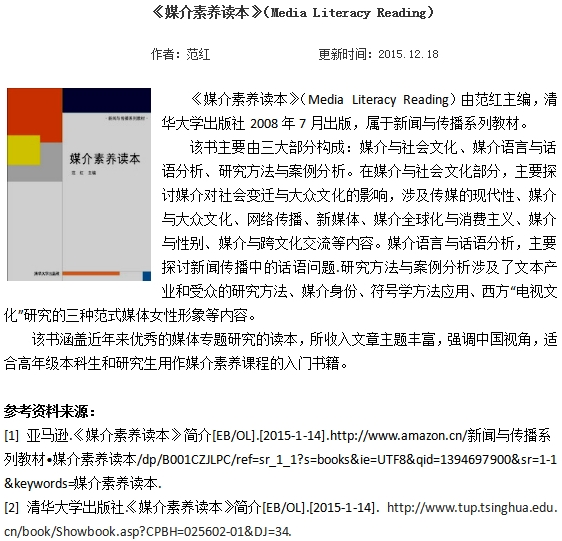 《媒介素养读本》（Media Literacy Reading）
作者：范红 更新时间：2015.12.18
·新闻与传播系列教材·
媒介素养读本
范 红 主编
清华大学出版社
《媒介素养读本》（Media Literacy Reading）由范红主编，清
华大学出版社 2008 年 7 月出版，属于新闻与传播系列教材。
该书主要由三大部分构成：媒介与社会文化、媒介语言与话
语分析、研究方法与案例分析。在媒介与社会文化部分，主要探
讨媒介对社会变迁与大众文化的影响，涉及传媒的现代性、媒介
与大众文化、网络传播、新媒体、媒介全球化与消费主义、媒介
与性别、媒介与跨文化交流等内容。媒介语言与话语分析，主要
探讨新闻传播中的话语问题.研究方法与案例分析涉及了文本产
业和受众的研究方法、媒介身份、符号学方法应用、西方“电视文
化”研究的三种范式媒体女性形象等内容。
该书涵盖近年来优秀的媒体专题研究的读本，所收入文章主题丰富，强调中国视角，适
合高年级本科生和研究生用作媒介素养课程的入门书籍。
参考资料来源：
[1] 亚马逊.《媒介素养读本》简介[EB/OL].[2015-1-14].http://www.amazon.cn/新闻与传播系
列教材•媒介素养读本/dp/B001CZJLPC/ref=sr_1_1?s=books&ie=UTF8&qid=1394697900&sr=1-1
&keywords=媒介素养读本.
[2] 清华大学出版社.《媒介素养读本》简介[EB/OL].[2015-1-14]. http://www.tup.tsinghua.edu.
cn/book/Showbook.asp?CPBH=025602-01&DJ=34.